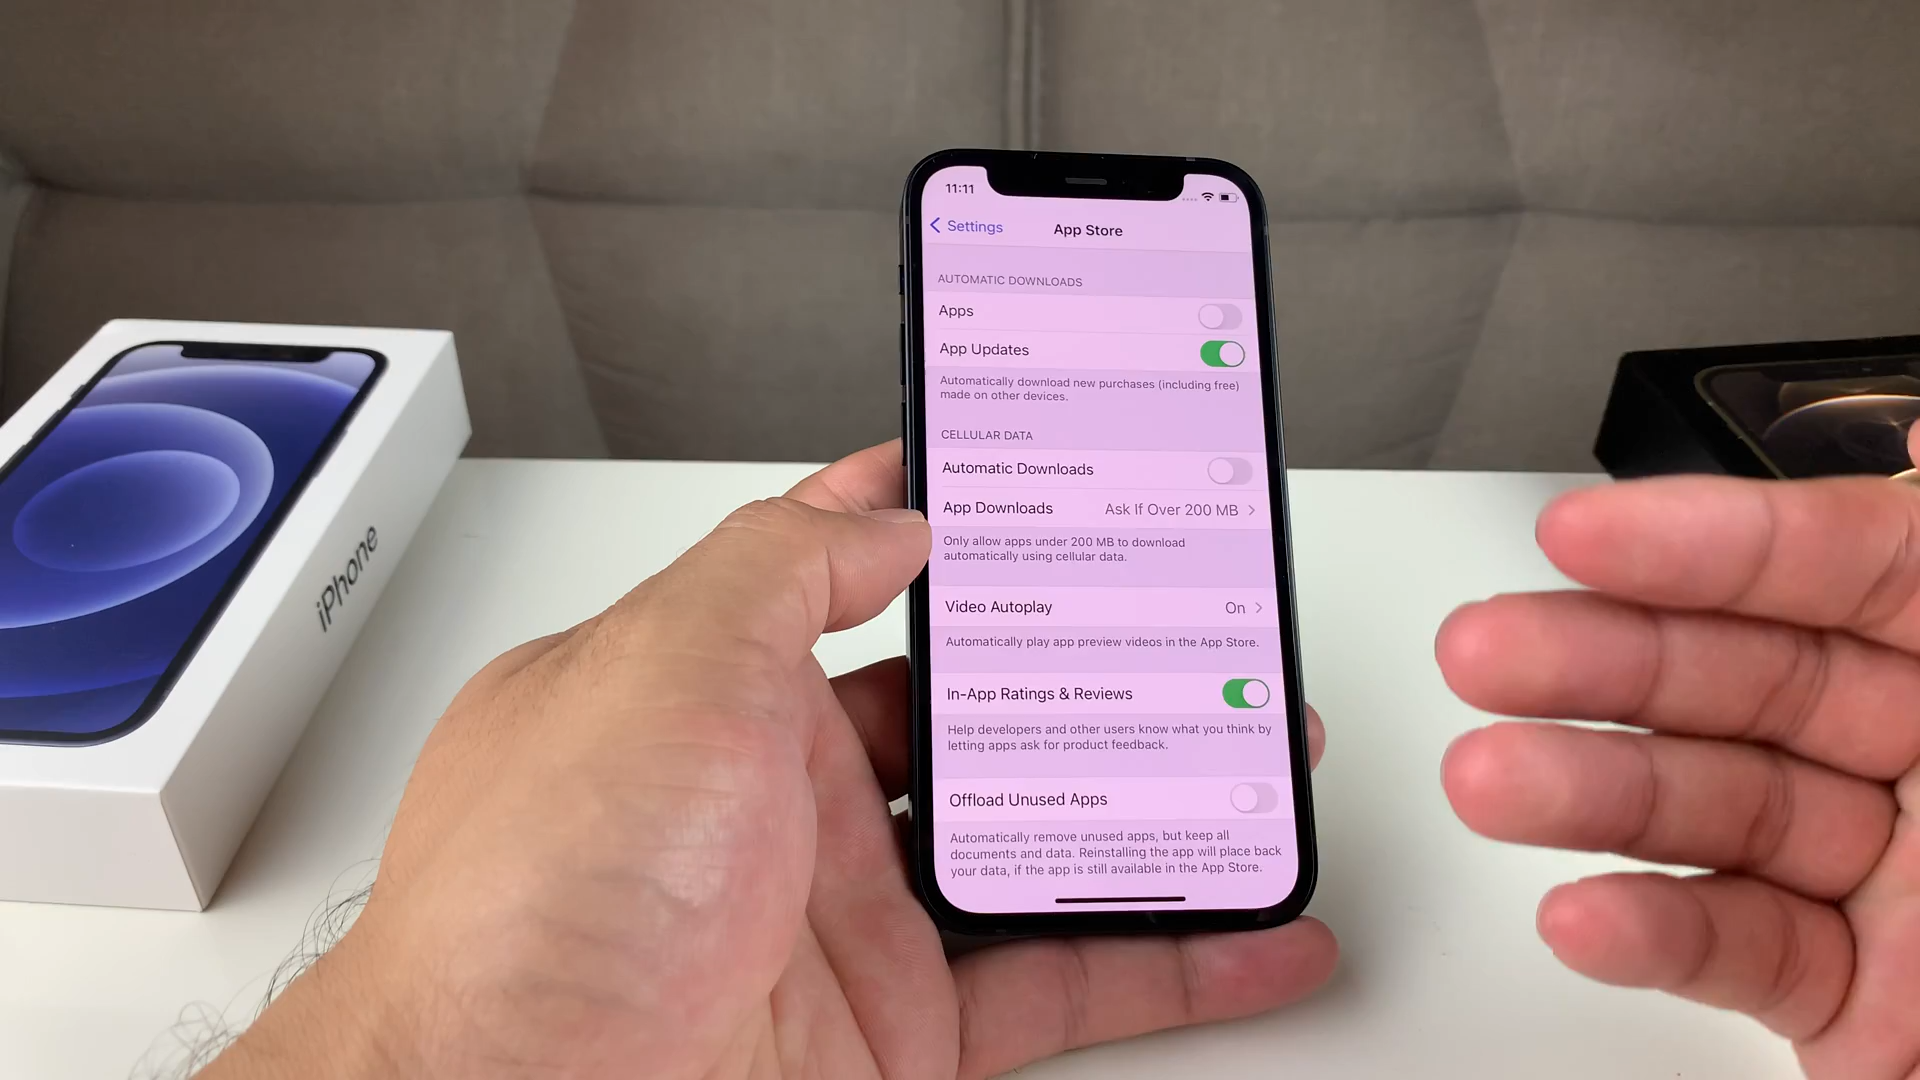 11:11
Settings
App Store
AUTOMATIC DOWNLOADS
Apps
App Updates
Automatically download new purchases (including free)
made on other devices.
CELLULAR DATA
Automatic Downloads
App Downloads Ask If Over 200 MB
Only allow apps under 200 MB to download
automatically using cellular data.
Video Autoplay On
Automatically play app preview videos in the App Store.
In-App Ratings & Reviews
Help developers and other users know what you think by
letting apps ask for product feedback.
Offload Unused Apps
Automatically remove unused apps, but keep all
documents and data. Reinstalling the app will place back
your data, if the app is still available in the App Store.
iPhone